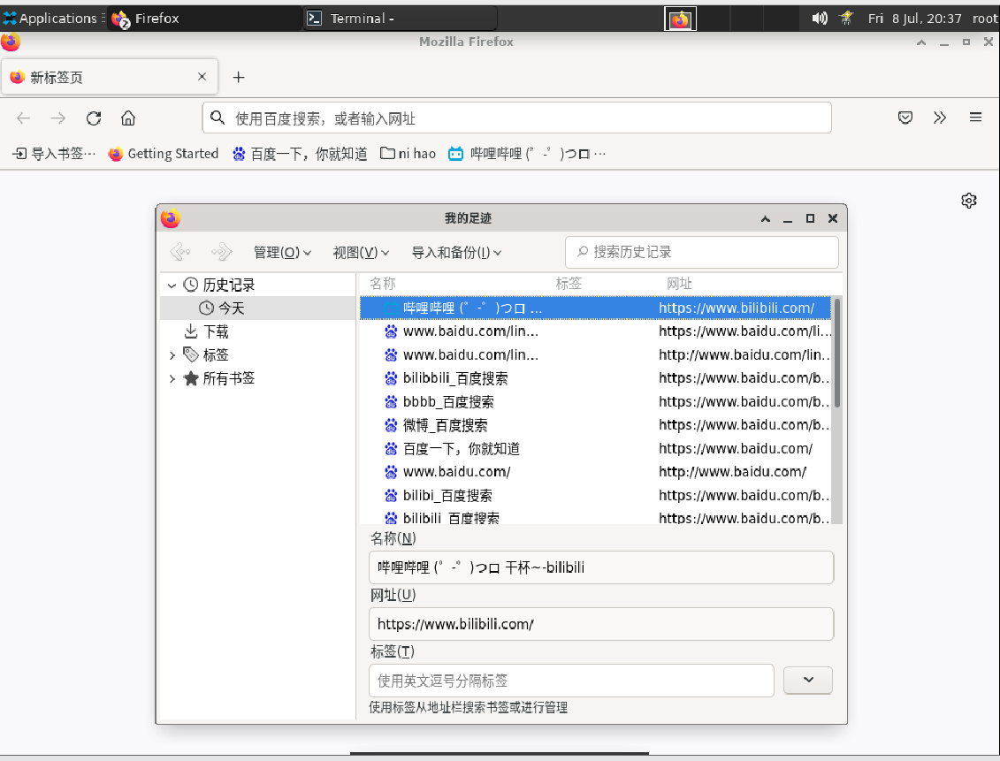 Applications
2 Firefox
Terminal -
Fri 8 Jul, 20:37 root
Mozilla Firefox
新标签页
使用百度搜索，或者输入网址
导入书签…
Getting Started
百度一下，你就知道
ni hao
哔哩哔哩 (゜-゜)つロ …
我的足迹
管理(O)
视图(V)
导入和备份(I)
搜索历史记录
历史记录
今天
下载
标签
所有书签
名称 标签 网址
哔哩哔哩 (゜-゜)つロ … https://www.bilibili.com/
www.baidu.com/lin... https://www.baidu.com/li...
www.baidu.com/lin... http://www.baidu.com/lin...
bilibbili_百度搜索 https://www.baidu.com/b...
bbbb_百度搜索 https://www.baidu.com/b...
微博_百度搜索 https://www.baidu.com/b...
百度一下，你就知道 https://www.baidu.com/
www.baidu.com/ http://www.baidu.com/
bilibi_百度搜索 https://www.baidu.com/b...
bilibili_百度搜索 https://www.baidu.com/b...
名称(N)
哔哩哔哩 (゜-゜)つロ 干杯~-bilibili
网址(U)
https://www.bilibili.com/
标签(T)
使用英文逗号分隔标签
使用标签从地址栏搜索书签或进行管理